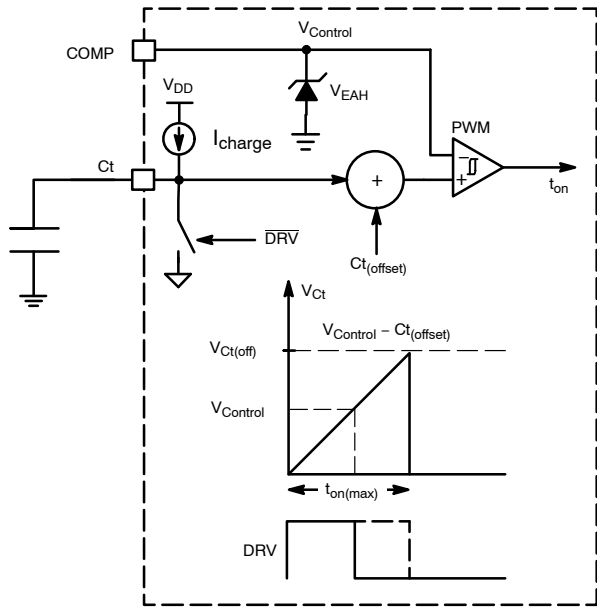 V_Control
COMP
V_DD
V_EAH
I_charge
PWM
Ct
−
+
+
t_on
DRV
Ct_(offset)
V_Ct
V_Control − Ct_(offset)
V_Ct(off)
V_Control
t_on(max)
DRV